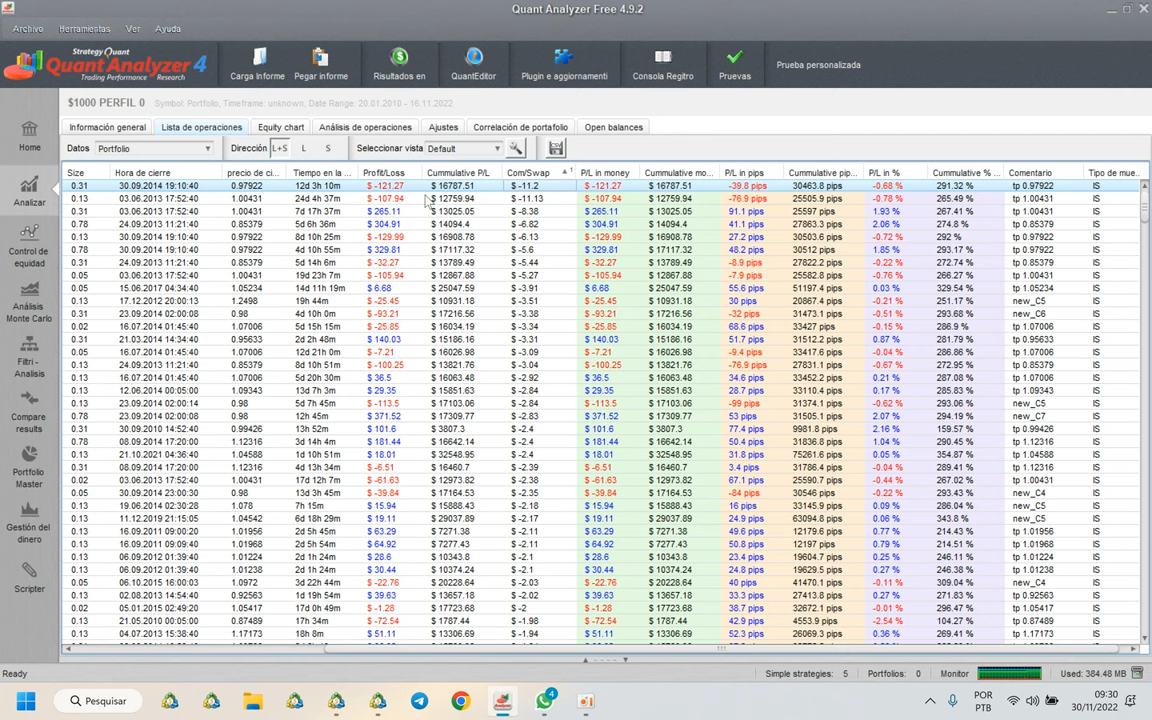 Quant Analyzer Free 4.9.2
Archivo Herramientas Ver Ayuda
Strategy Quant
Quant Analyzer 4
Trading Performance Research
Carga Informe
Pegar informe
Risultados en
QuantEditor
Plugin e aggiornamenti
Consola Regitro
Pruevas
Prueba personalizada
$1000 PERFIL 0 Symbol: Portfolio, Timeframe: unknown, Date Range: 20.01.2010 - 16.11.2022
Información general Lista de operaciones Equity chart Análisis de operaciones Ajustes Correlación de portafolio Open balances
Datos Portfolio Dirección L+S L S Seleccionar vista Default
Home
Analizar
Control de equidad
Análisis Monte Carlo
Filtri - Analisis
Compare results
Portfolio Master
Gestión del dinero
Scripter
Size Hora de cierre precio de ci... Tiempo en la ... Profit/Loss Cummulative P/L Com/Swap 1 P/L in money Cummulative mo... P/L in pips Cummulative pip... P/L in % Cummulative % ... Comentario Tipo de mue...
0.31 30.09.2014 19:10:40 0.97922 12d 3h 10m $ -121.27 $ 16787.51 $ -11.2 $ -121.27 $ 16787.51 -39.8 pips 30463.8 pips -0.68 % 291.32 % tp 0.97922 IS
0.13 03.06.2013 17:52:40 1.00431 24d 4h 37m $ -107.94 $ 12759.94 $ -11.13 $ -107.94 $ 12759.94 -76.9 pips 25505.9 pips -0.78 % 265.49 % tp 1.00431 IS
0.31 03.06.2013 17:52:40 1.00431 7d 17h 37m $ 265.11 $ 13025.05 $ -8.38 $ 265.11 $ 13025.05 91.1 pips 25597 pips 1.93 % 267.41 % tp 1.00431 IS
0.78 24.09.2013 11:21:40 0.85379 5d 6h 36m $ 304.91 $ 14094.4 $ -6.82 $ 304.91 $ 14094.4 41.1 pips 27863.3 pips 2.06 % 274.8 % tp 0.85379 IS
0.13 30.09.2014 19:10:40 0.97922 8d 10h 25m $ -129.99 $ 16908.78 $ -6.13 $ -129.99 $ 16908.78 27.2 pips 30503.6 pips -0.72 % 292 % tp 0.97922 IS
0.78 30.09.2014 19:10:40 0.97922 4d 10h 55m $ 329.81 $ 17117.32 $ -5.6 $ 329.81 $ 17117.32 48.2 pips 30512 pips 1.85 % 293.17 % tp 0.97922 IS
0.31 24.09.2013 11:21:40 0.85379 5d 14h 6m $ -32.27 $ 13789.49 $ -5.44 $ -32.27 $ 13789.49 -8.9 pips 27822.2 pips -0.22 % 272.74 % tp 0.85379 IS
0.05 03.06.2013 17:52:40 1.00431 19d 23h 7m $ -105.94 $ 12867.88 $ -5.27 $ -105.94 $ 12867.88 -7.9 pips 25582.8 pips -0.76 % 266.27 % tp 1.00431 IS
0.05 15.06.2017 04:34:40 1.05234 14d 11h 19m $ 6.68 $ 25047.59 $ -3.91 $ 6.68 $ 25047.59 55.6 pips 51197.4 pips 0.03 % 329.54 % tp 1.05234 IS
0.13 17.12.2012 20:00:13 1.2498 19h 44m $ -25.45 $ 10931.18 $ -3.51 $ -25.45 $ 10931.18 30 pips 20867.4 pips -0.21 % 251.17 % new_C5 IS
0.31 23.09.2014 02:00:08 0.98 4d 10h 0m $ -93.21 $ 17216.56 $ -3.38 $ -93.21 $ 17216.56 -32 pips 31473.1 pips -0.51 % 293.68 % new_C6 IS
0.02 16.07.2014 01:45:40 1.07006 5d 15h 15m $ -25.85 $ 16034.19 $ -3.31 $ -25.85 $ 16034.19 68.6 pips 33427 pips -0.15 % 286.9 % tp 1.07006 IS
0.31 21.03.2014 14:34:40 0.95633 2d 2h 48m $ 140.03 $ 15186.16 $ -3.31 $ 140.03 $ 15186.16 51.7 pips 31512.2 pips 0.87 % 281.79 % tp 0.95633 IS
0.05 16.07.2014 01:45:40 1.07006 12d 21h 0m $ -7.21 $ 16026.98 $ -3.09 $ -7.21 $ 16026.98 -9.4 pips 33417.6 pips -0.04 % 286.86 % tp 1.07006 IS
0.13 24.09.2013 11:21:40 0.85379 8d 10h 51m $ -100.25 $ 13821.76 $ -3.04 $ -100.25 $ 13821.76 -76.9 pips 27831.1 pips -0.67 % 272.95 % tp 0.85379 IS
0.13 16.07.2014 01:45:40 1.07006 5d 20h 30m $ 36.5 $ 16063.48 $ -2.92 $ 36.5 $ 16063.48 34.6 pips 33452.2 pips 0.21 % 287.07 % tp 1.07006 IS
0.13 12.06.2014 00:05:00 1.09343 13d 7h 3m $ 29.35 $ 15851.63 $ -2.84 $ 29.35 $ 15851.63 28.7 pips 33110.4 pips 0.17 % 285.83 % tp 1.09343 IS
0.13 23.09.2014 02:00:14 0.98 5d 7h 45m $ -113.5 $ 17103.06 $ -2.84 $ -113.5 $ 17103.06 -99 pips 31374.1 pips -0.62 % 293.06 % new_C5 IS
0.78 23.09.2014 02:00:08 0.98 12h 45m $ 371.52 $ 17309.77 $ -2.83 $ 371.52 $ 17309.77 53 pips 31505.1 pips 2.07 % 294.19 % new_C7 IS
0.31 02.08.2010 00:50:40 0.99426 13h 52m $ 101.6 $ 3807.3 $ -2.4 $ 101.6 $ 3807.3 77.4 pips 9981.8 pips 2.16 % 159.57 % tp 0.99426 IS
0.78 08.09.2014 17:20:00 1.12316 3d 14h 4m $ 181.44 $ 16642.14 $ -2.4 $ 181.44 $ 16642.14 50.4 pips 31836.8 pips 1.04 % 290.45 % tp 1.12316 IS
0.13 21.10.2021 04:36:40 1.04588 1d 10h 51m $ 18.01 $ 32548.95 $ -2.4 $ 18.01 $ 32548.95 31.8 pips 75261.6 pips 0.04 % 354.87 % tp 1.04588 IS
0.31 08.09.2014 17:20:00 1.12316 4d 13h 34m $ -6.51 $ 16460.7 $ -2.39 $ -6.51 $ 16460.7 3.4 pips 31786.4 pips -0.04 % 289.41 % tp 1.12316 IS
0.02 03.06.2013 17:52:40 1.00431 17d 12h 7m $ -61.63 $ 12973.82 $ -2.38 $ -61.63 $ 12973.82 67.1 pips 25590.7 pips -0.44 % 267.02 % tp 1.00431 IS
0.05 30.09.2014 23:00:30 0.98 13d 3h 45m $ -39.84 $ 17164.53 $ -2.35 $ -39.84 $ 17164.53 -84 pips 30546 pips -0.22 % 293.43 % new_C4 IS
0.13 19.06.2014 02:30:29 1.078 7h 15m $ 15.94 $ 15888.43 $ -2.18 $ 15.94 $ 15888.43 16 pips 33126.4 pips 0.09 % 286.04 % new_C5 IS
0.13 11.12.2019 21:15:05 1.04542 6d 18h 29m $ 19.11 $ 29037.89 $ -2.11 $ 19.11 $ 29037.89 24.9 pips 63094.8 pips 0.06 % 343.8 % new_C5 IS
0.13 16.09.2011 09:00:00 1.01956 2d 5h 31m $ 63.29 $ 7271.38 $ -2.11 $ 63.29 $ 7271.38 49.6 pips 12179.6 pips 0.77 % 214.43 % tp 1.01956 IS
0.13 16.09.2011 09:09:40 1.01956 2d 5h 54m $ 64.92 $ 7277.43 $ -2.11 $ 64.92 $ 7277.43 50.8 pips 12197 pips 0.79 % 214.51 % tp 1.01956 IS
0.13 06.09.2012 01:39:40 1.01224 2d 1h 24m $ 28.6 $ 10343.8 $ -2.1 $ 28.6 $ 10343.8 23.4 pips 19604.7 pips 0.25 % 246.11 % tp 1.01224 IS
0.13 06.09.2012 01:39:40 1.01238 2d 1h 24m $ 30.44 $ 10374.24 $ -2.1 $ 30.44 $ 10374.24 24.8 pips 19629.5 pips 0.27 % 246.38 % tp 1.01238 IS
0.05 06.10.2015 16:00:03 1.0972 3d 22h 44m $ -22.76 $ 20228.64 $ -2.03 $ -22.76 $ 20228.64 40 pips 41470.1 pips -0.11 % 309.04 % new_C4 IS
0.13 02.08.2013 14:54:40 0.92563 1d 19h 54m $ 39.63 $ 13657.18 $ -2.02 $ 39.63 $ 13657.18 33.3 pips 27413.8 pips 0.27 % 271.83 % tp 0.92563 IS
0.02 05.01.2015 02:49:20 1.05417 17d 0h 49m $ -1.28 $ 17723.68 $ -2 $ -1.28 $ 17723.68 38.7 pips 32672.1 pips -0.01 % 296.47 % tp 1.05417 IS
0.13 21.05.2010 00:05:00 0.87489 17h 34m $ -72.54 $ 1787.44 $ -1.98 $ -72.54 $ 1787.44 42.9 pips 4553.9 pips -2.54 % 104.27 % tp 0.87489 IS
0.13 04.07.2013 15:38:40 1.17173 18h 8m $ 51.11 $ 13306.69 $ -1.94 $ 51.11 $ 13306.69 52.3 pips 26069.3 pips 0.36 % 269.41 % tp 1.17173 IS
Ready Simple strategies: 5 Portfolios: 0 Monitor Used: 384.48 MB
Pesquisar
4
POR
PTB
09:30
30/11/2022